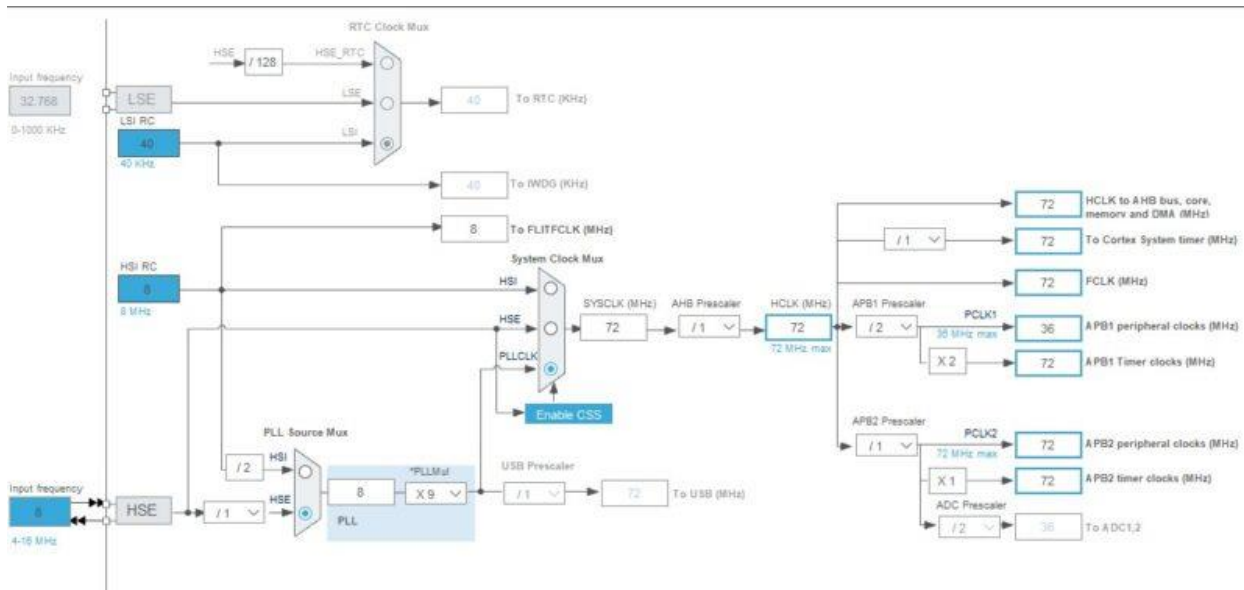 RTC Clock Mux
HSE
/ 128
HSE_RTC
Input frequency
32.768
0-1000 KHz
LSE
LSE
40
To RTC (KHz)
LSI RC
40
40 KHz
LSI
40
To IWDG (KHz)
8
To FLITFCLK (MHz)
HSI RC
8
8 MHz
System Clock Mux
HSI
HSE
PLLCLK
SYSCLK (MHz)
72
AHB Prescaler
/ 1
HCLK (MHz)
72
72 MHz max
72
HCLK to AHB bus, core,
memory and DMA (MHz)
/ 1
72
To Cortex System timer (MHz)
72
FCLK (MHz)
APB1 Prescaler
/ 2
PCLK1
36 MHz max
36
APB1 peripheral clocks (MHz)
X 2
72
APB1 Timer clocks (MHz)
Enable CSS
APB2 Prescaler
/ 1
PCLK2
72 MHz max
72
APB2 peripheral clocks (MHz)
X 1
72
APB2 timer clocks (MHz)
ADC Prescaler
/ 2
36
To ADC1,2
PLL Source Mux
HSI
/ 2
HSE
8
*PLLMul
X 9
PLL
USB Prescaler
/ 1
72
To USB (MHz)
Input frequency
8
4-16 MHz
HSE
/ 1